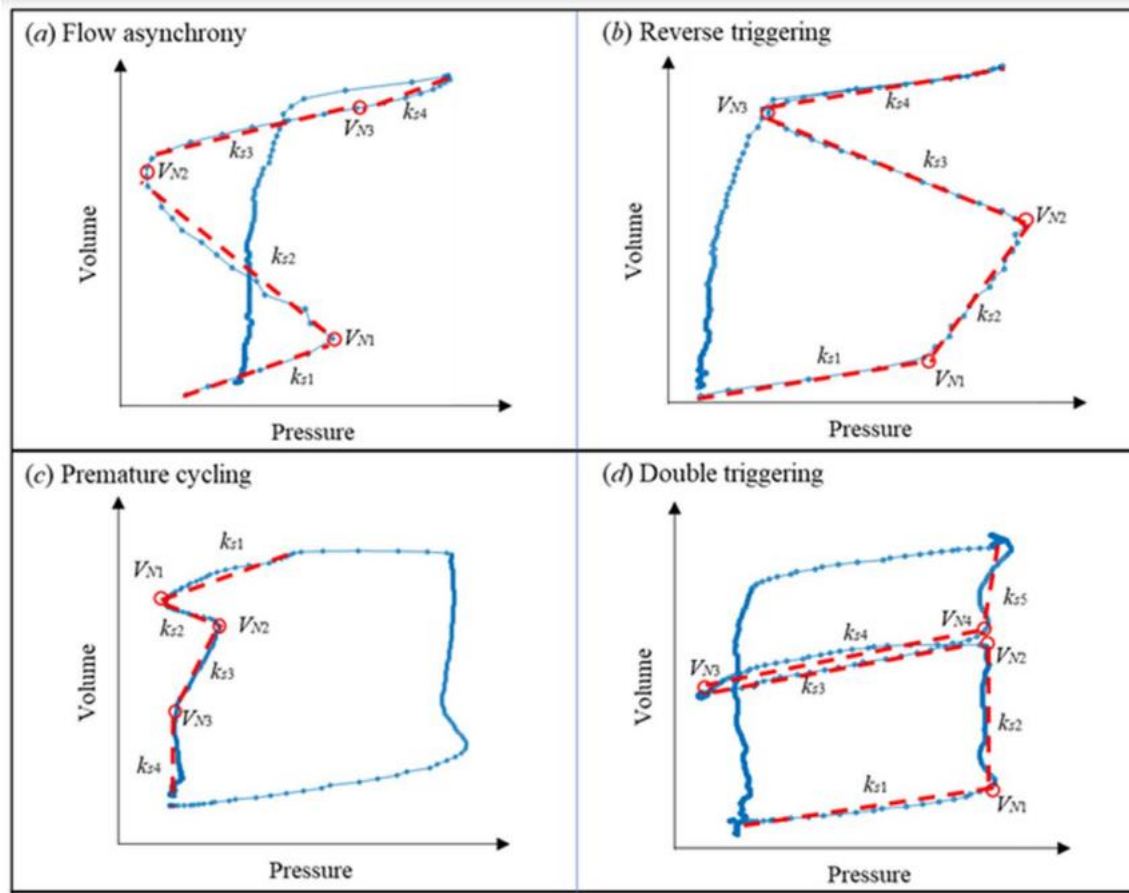 (a) Flow asynchrony
Volume
Pressure
ks1
ks2
ks3
ks4
VN1
VN2
VN3
(b) Reverse triggering
Volume
Pressure
ks1
ks2
ks3
ks4
VN1
VN2
VN3
(c) Premature cycling
Volume
Pressure
ks1
ks2
ks3
ks4
VN1
VN2
VN3
(d) Double triggering
Volume
Pressure
ks1
ks2
ks3
ks4
ks5
VN1
VN2
VN3
VN4